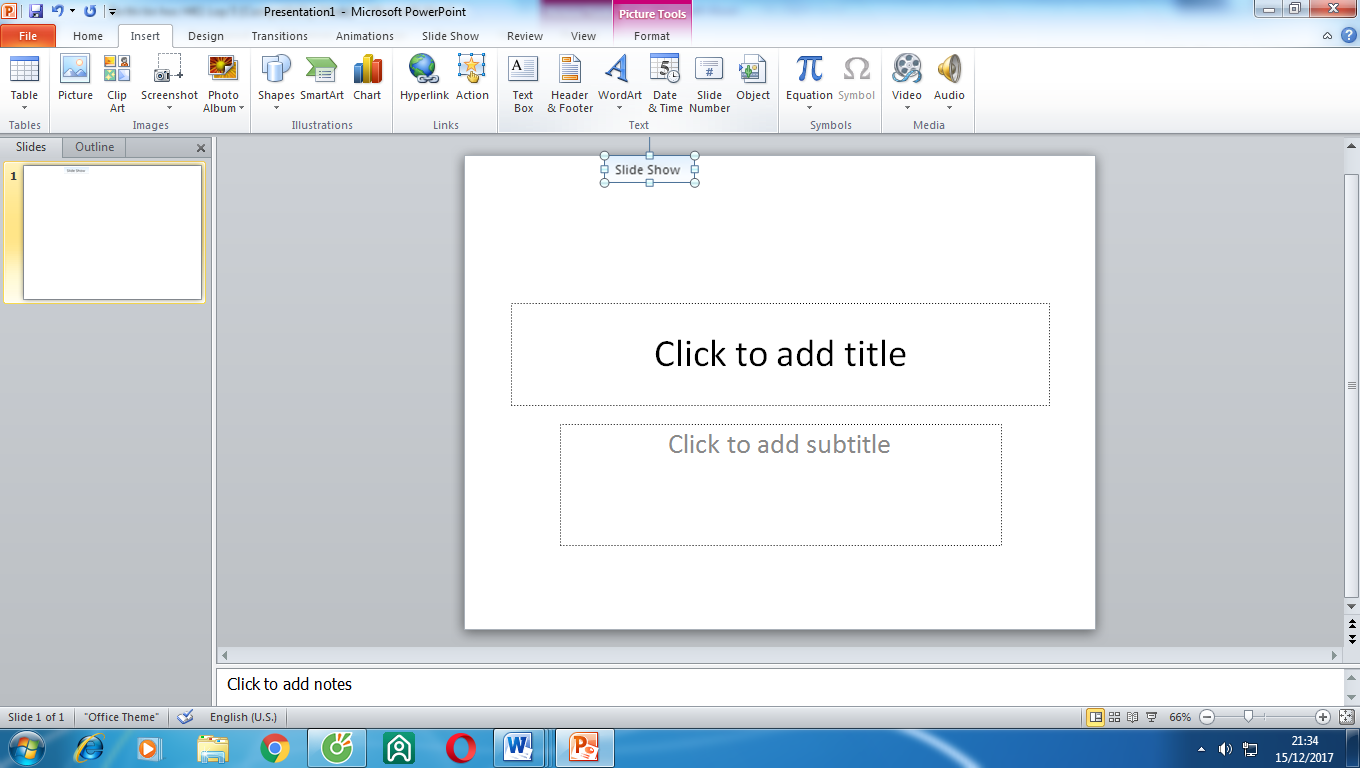 Presentation1 - Microsoft PowerPoint
Picture Tools
File Home Insert Design Transitions Animations Slide Show Review View Format
Table Picture Clip Art Screenshot Photo Album Shapes SmartArt Chart Hyperlink Action Text Box Header & Footer WordArt Date & Time Slide Number Object Equation Symbol Video Audio
Tables Images Illustrations Links Text Symbols Media
Slides Outline
1
Slide Show
Slide Show
Click to add title
Click to add subtitle
Click to add notes
Slide 1 of 1 "Office Theme" English (U.S.) 66%
21:34
15/12/2017